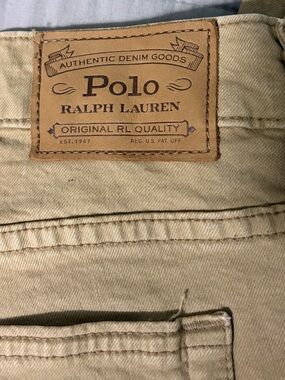 AUTHENTIC DENIM GOODS
Polo
RALPH LAUREN
ORIGINAL RL QUALITY
EST. 1967 REG. U.S. PAT. OFF.